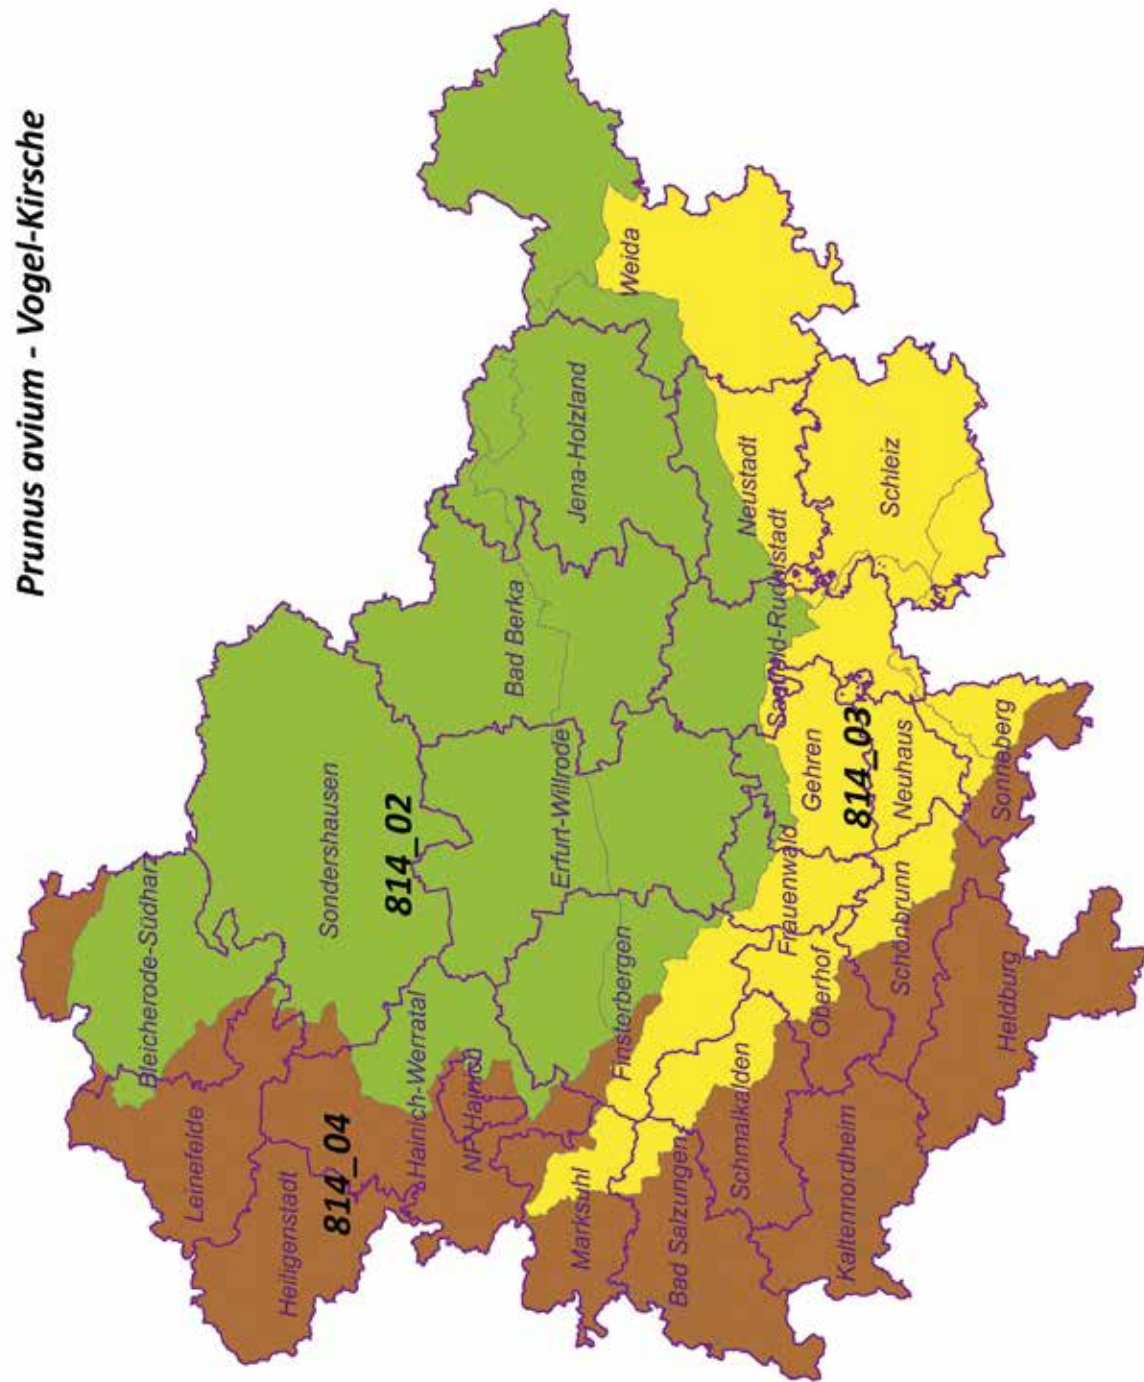 Prunus avium - Vogel-Kirsche
Bleicherode-Südharz
Leinefelde
Heiligenstadt
814_04
Sondershausen
814_02
Hainich-Werratal
NP Hainich
Bad Berka
Erfurt-Willrode
Jena-Holzland
Weida
Finsterbergen
Marksuhl
Bad Salzungen
Schmalkalden
Kaltennordheim
Oberhof
Frauenwald
Gehren
814_03
Saalfeld-Rudolstadt
Neustadt
Schleiz
Neuhaus
Schönbrunn
Sonneberg
Heldburg